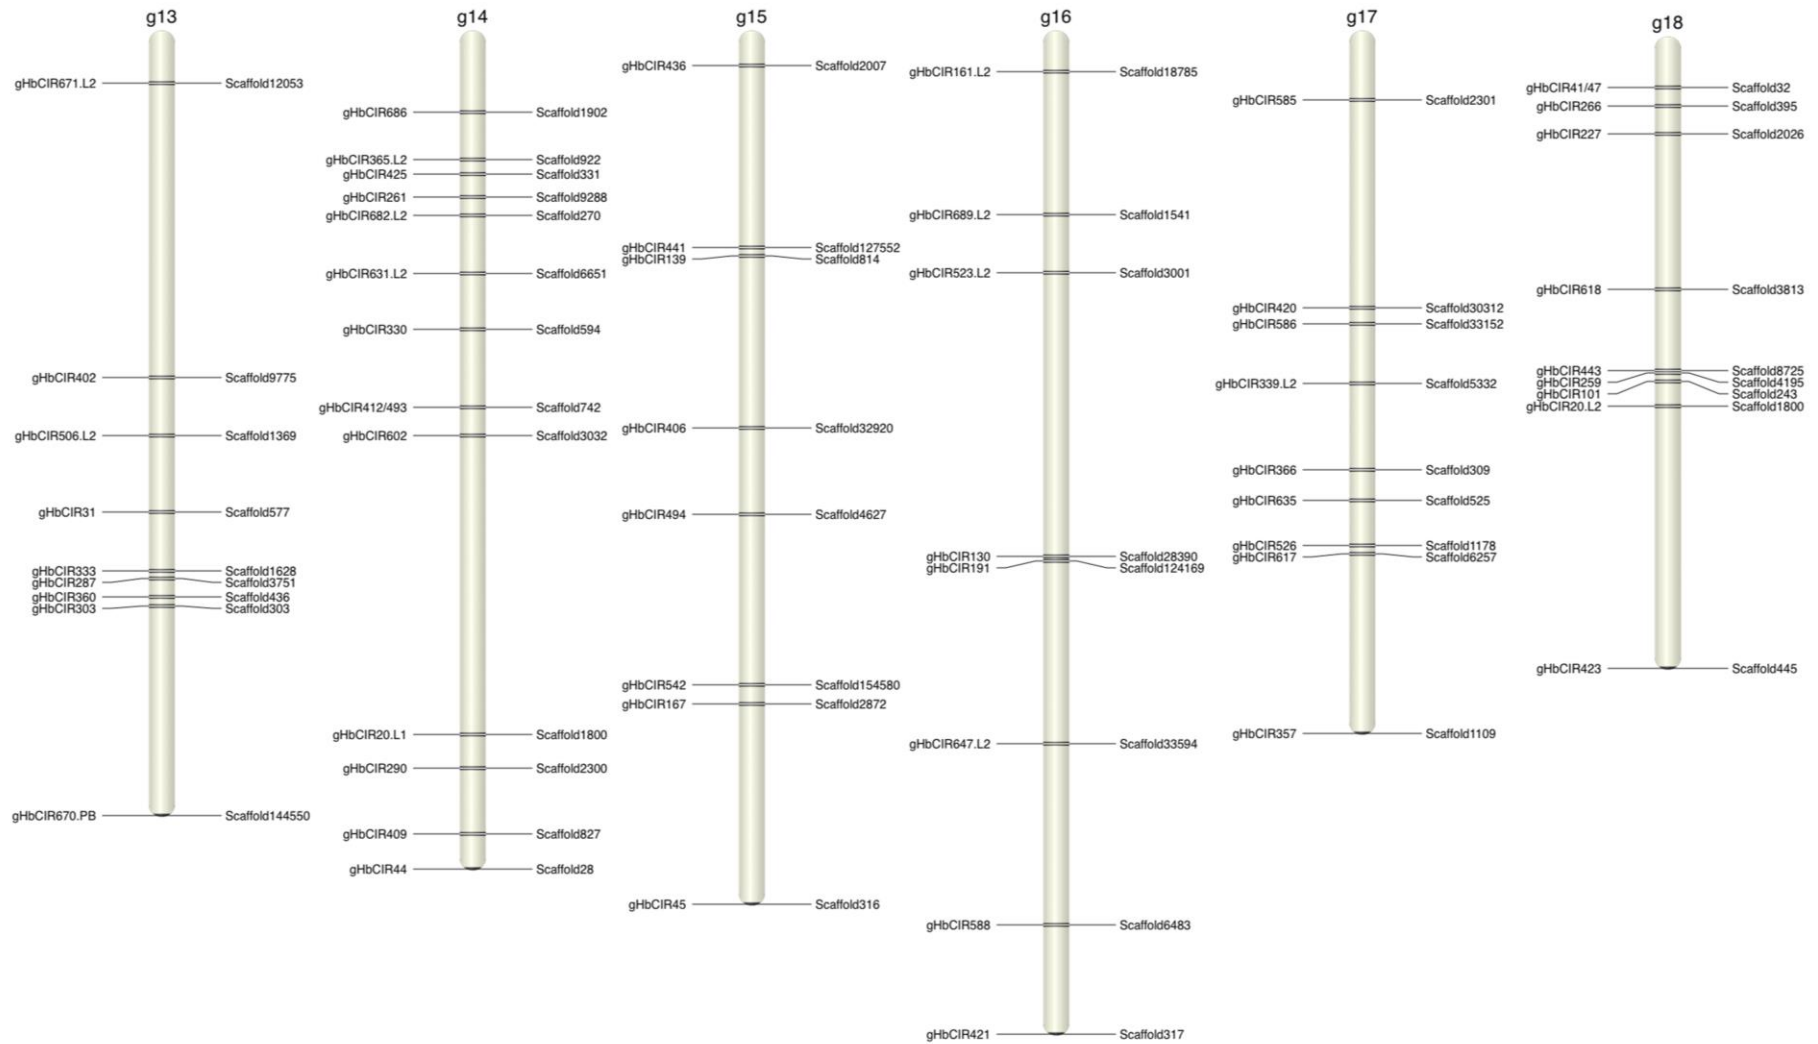 g13
gHbCIR671.L2 Scaffold12053
gHbCIR402 Scaffold9775
gHbCIR506.L2 Scaffold1369
gHbCIR31 Scaffold577
gHbCIR333 Scaffold1628
gHbCIR287 Scaffold3751
gHbCIR360 Scaffold436
gHbCIR303 Scaffold303
gHbCIR670.PB Scaffold144550
g14
gHbCIR686 Scaffold1902
gHbCIR365.L2 Scaffold922
gHbCIR425 Scaffold331
gHbCIR261 Scaffold9288
gHbCIR682.L2 Scaffold270
gHbCIR631.L2 Scaffold6651
gHbCIR330 Scaffold594
gHbCIR412/493 Scaffold742
gHbCIR602 Scaffold3032
gHbCIR20.L1 Scaffold1800
gHbCIR290 Scaffold2300
gHbCIR409 Scaffold827
gHbCIR44 Scaffold28
g15
gHbCIR436 Scaffold2007
gHbCIR441 Scaffold127552
gHbCIR139 Scaffold814
gHbCIR406 Scaffold32920
gHbCIR494 Scaffold4627
gHbCIR542 Scaffold154580
gHbCIR167 Scaffold2872
gHbCIR45 Scaffold316
g16
gHbCIR161.L2 Scaffold18785
gHbCIR689.L2 Scaffold1541
gHbCIR523.L2 Scaffold3001
gHbCIR130 Scaffold28390
gHbCIR191 Scaffold124169
gHbCIR647.L2 Scaffold33594
gHbCIR588 Scaffold6483
gHbCIR421 Scaffold317
g17
gHbCIR585 Scaffold2301
gHbCIR420 Scaffold30312
gHbCIR586 Scaffold33152
gHbCIR339.L2 Scaffold5332
gHbCIR366 Scaffold309
gHbCIR635 Scaffold525
gHbCIR526 Scaffold1178
gHbCIR617 Scaffold6257
gHbCIR357 Scaffold1109
g18
gHbCIR41/47 Scaffold32
gHbCIR266 Scaffold395
gHbCIR227 Scaffold2026
gHbCIR618 Scaffold3813
gHbCIR443 Scaffold8725
gHbCIR259 Scaffold4195
gHbCIR101 Scaffold243
gHbCIR20.L2 Scaffold1800
gHbCIR423 Scaffold445